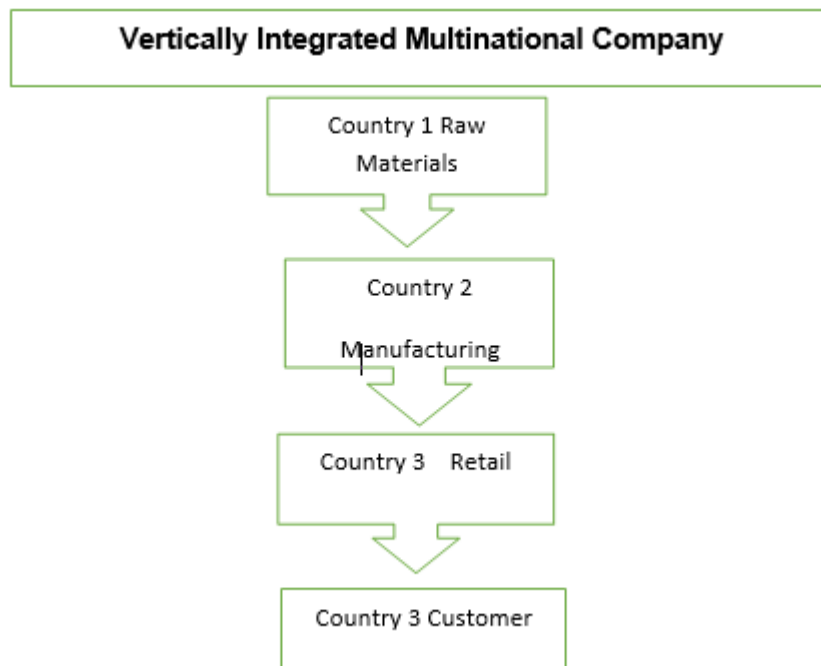 Vertically Integrated Multinational Company
Country 1 Raw
Materials
Country 2
Manufacturing
Country 3 Retail
Country 3 Customer